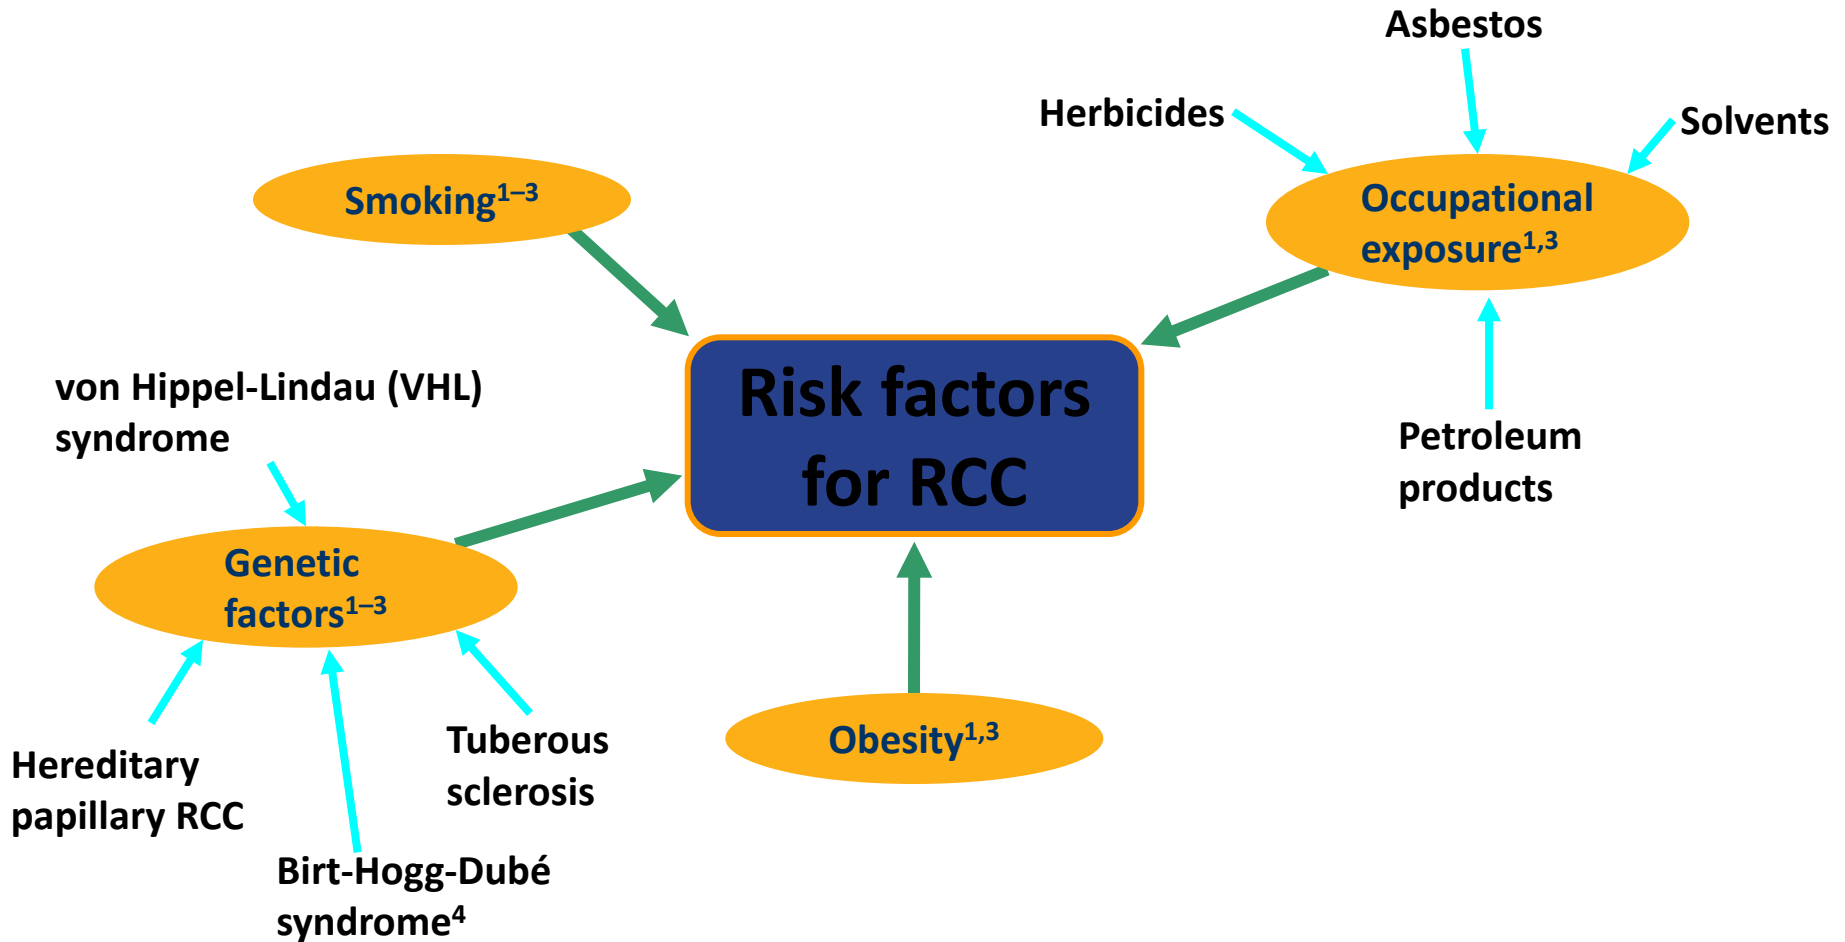 Asbestos
Herbicides
Solvents
Smoking¹⁻³
Occupational
exposure¹,³
Risk factors
for RCC
von Hippel-Lindau (VHL)
syndrome
Petroleum
products
Genetic
factors¹⁻³
Obesity¹,³
Tuberous
sclerosis
Hereditary
papillary RCC
Birt-Hogg-Dubé
syndrome⁴